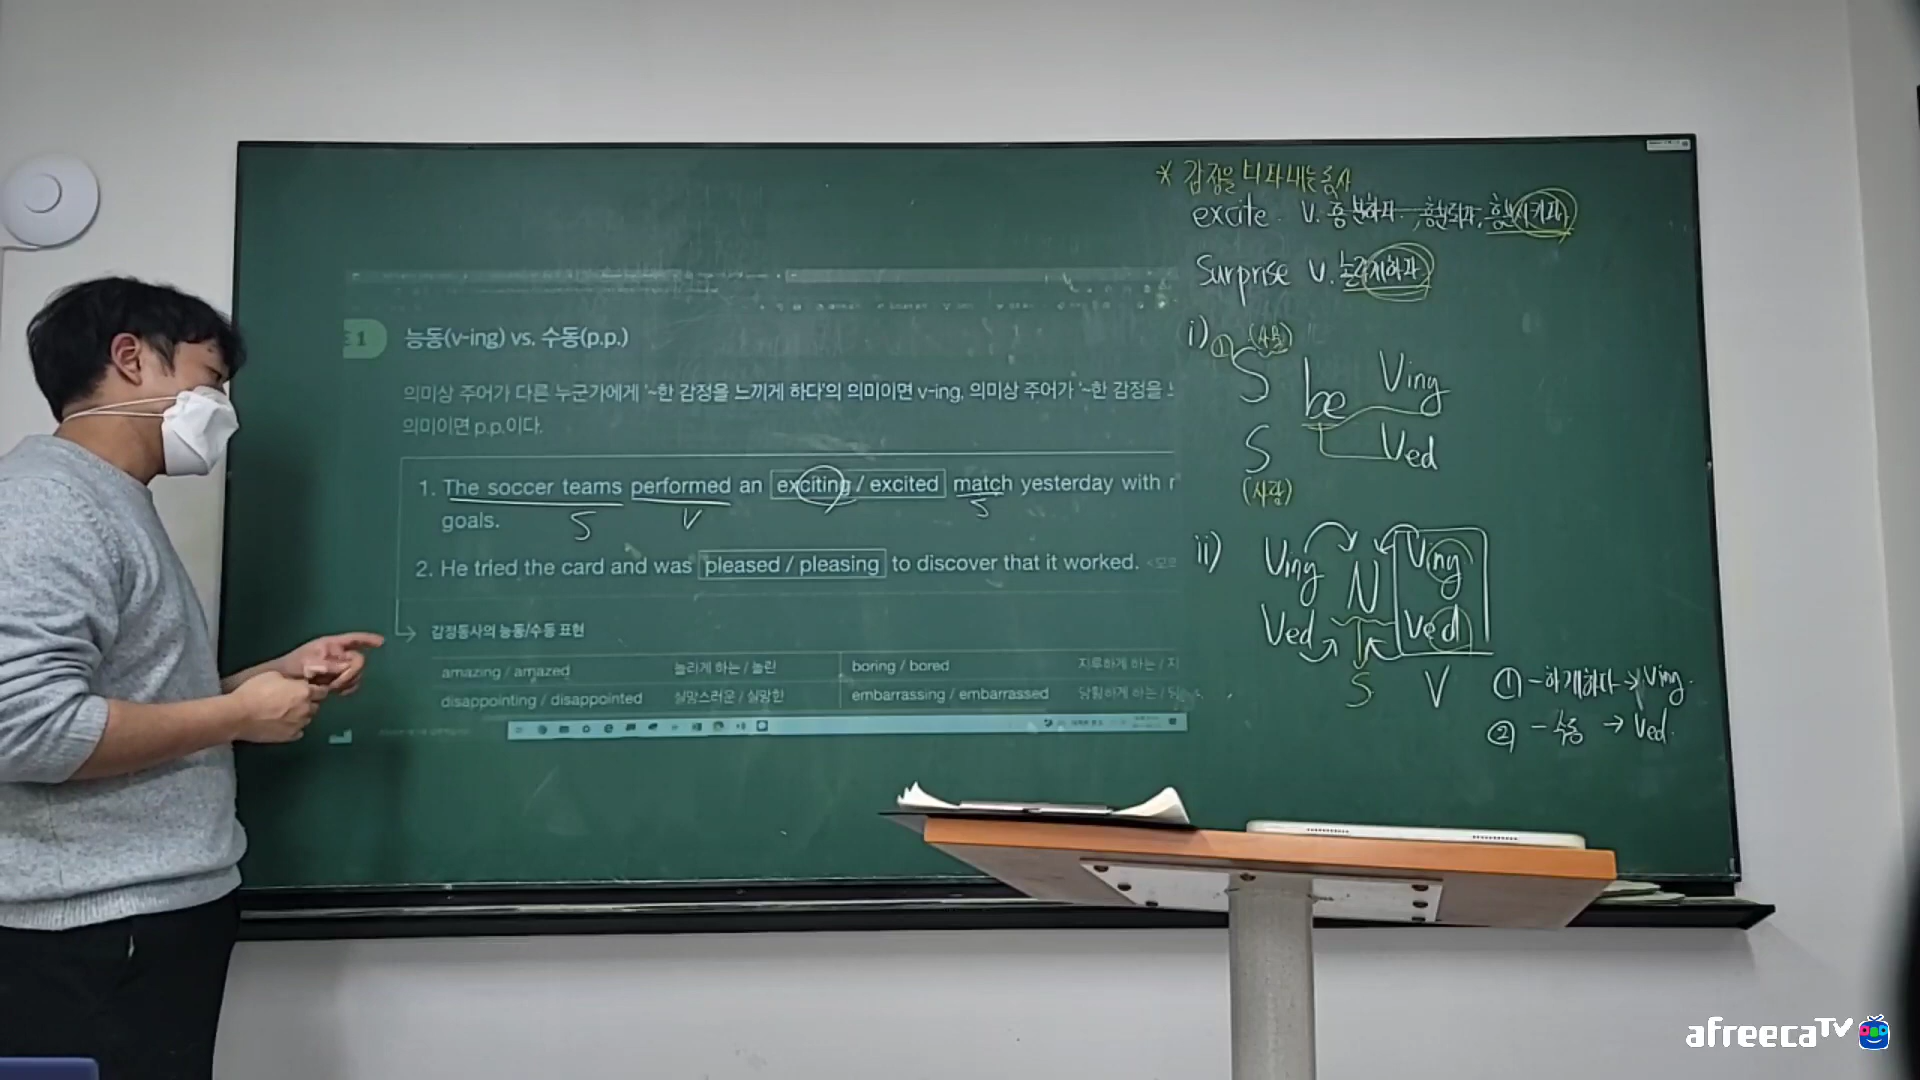 1
능동(v-ing) vs. 수동(p.p.)
의미상 주어가 다른 누군가에게 '~한 감정을 느끼게 하다'의 의미이면 v-ing, 의미상 주어가 '~한 감정을
의미이면 p.p.이다.
1. The soccer teams performed an exciting / excited match yesterday with
goals.
S V S
2. He tried the card and was pleased / pleasing to discover that it worked.
감정동사의 능동/수동 표현
amazing / amazed 놀라게 하는 / 놀란 boring / bored 지루하게 하는 /
disappointing / disappointed 실망스러운 / 실망한 embarrassing / embarrassed 당황하게 하는 /
* 감정을 나타내는 동사
excite v. 흥분하다, 흥분되다, 흥분시키다
Surprise v. 놀라게하다
i) ① (사물)
S be Ving
S Ved
(사람)
ii) Ving N Ving
Ved Ved
S V
① -하게하다 → Ving.
② - 수동 → Ved.
afreecaTV